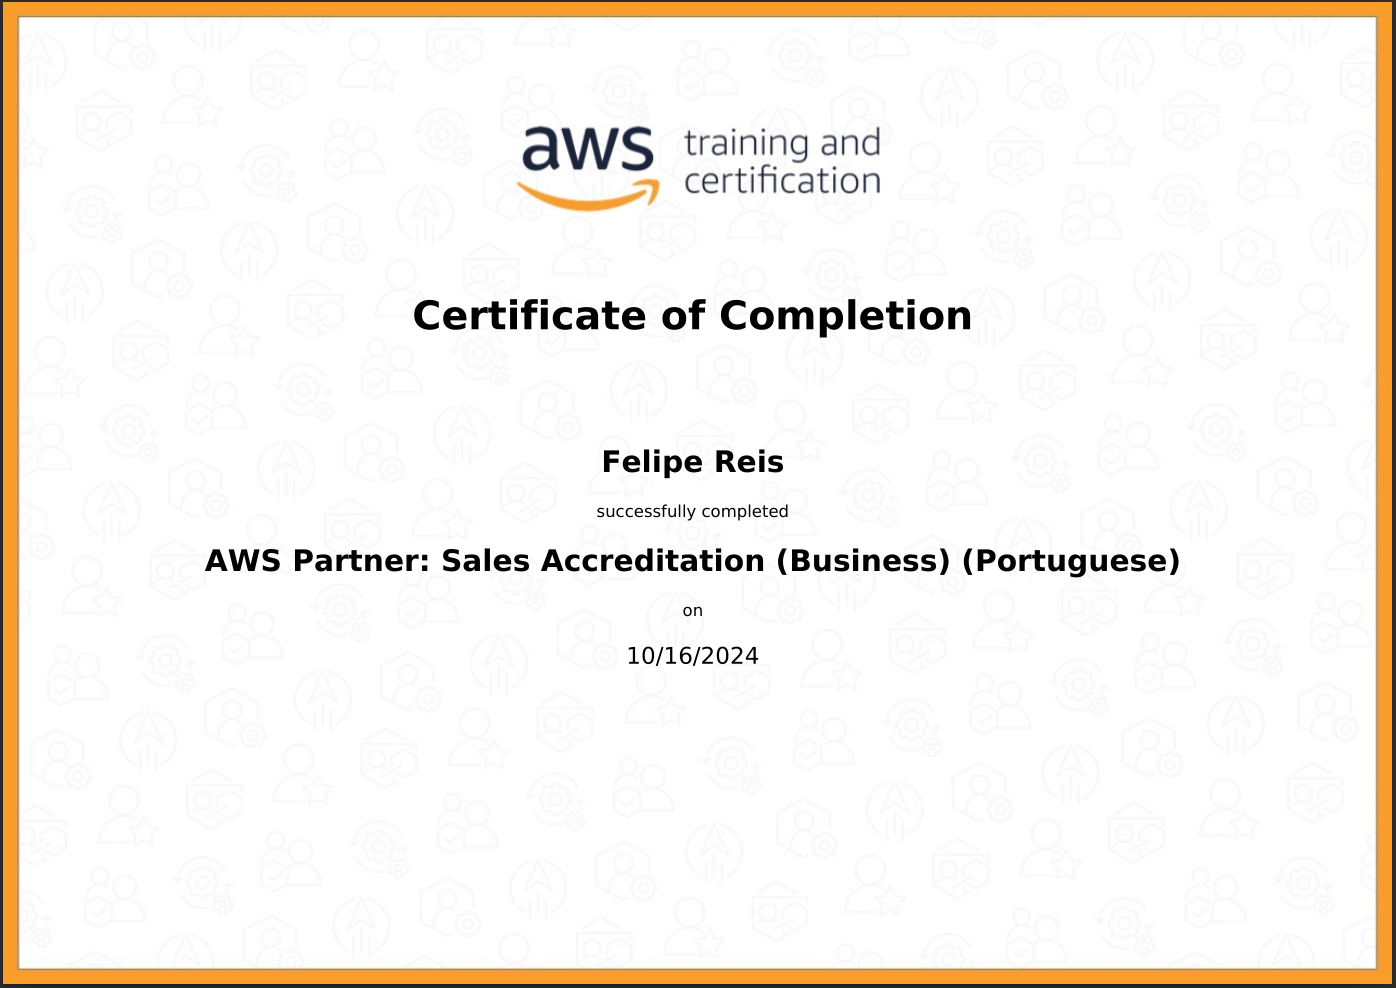 aws training and
certification
Certificate of Completion
Felipe Reis
successfully completed
AWS Partner: Sales Accreditation (Business) (Portuguese)
on
10/16/2024